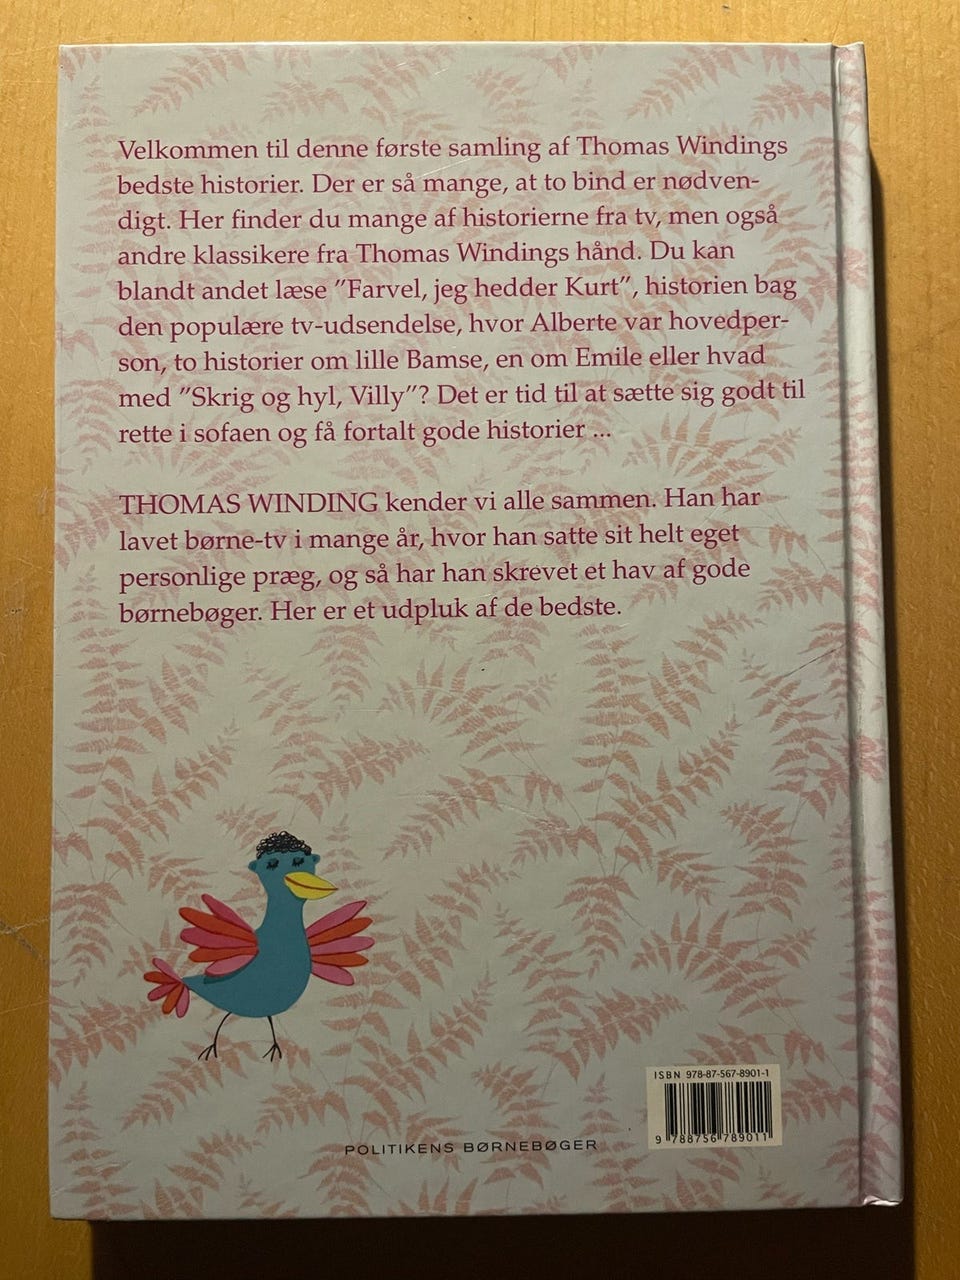 Velkommen til denne første samling af Thomas Windings
bedste historier. Der er så mange, at to bind er nødven-
digt. Her finder du mange af historierne fra tv, men også
andre klassikere fra Thomas Windings hånd. Du kan
blandt andet læse ”Farvel, jeg hedder Kurt”, historien bag
den populære tv-udsendelse, hvor Alberte var hovedper-
son, to historier om lille Bamse, en om Emile eller hvad
med ”Skrig og hyl, Villy”? Det er tid til at sætte sig godt til
rette i sofaen og få fortalt gode historier ...
THOMAS WINDING kender vi alle sammen. Han har
lavet børne-tv i mange år, hvor han satte sit helt eget
personlige præg, og så har han skrevet et hav af gode
børnebøger. Her er et udpluk af de bedste.
ISBN 978-87-567-8901-1
9 788756 789011
POLITIKENS BØRNEBØGER